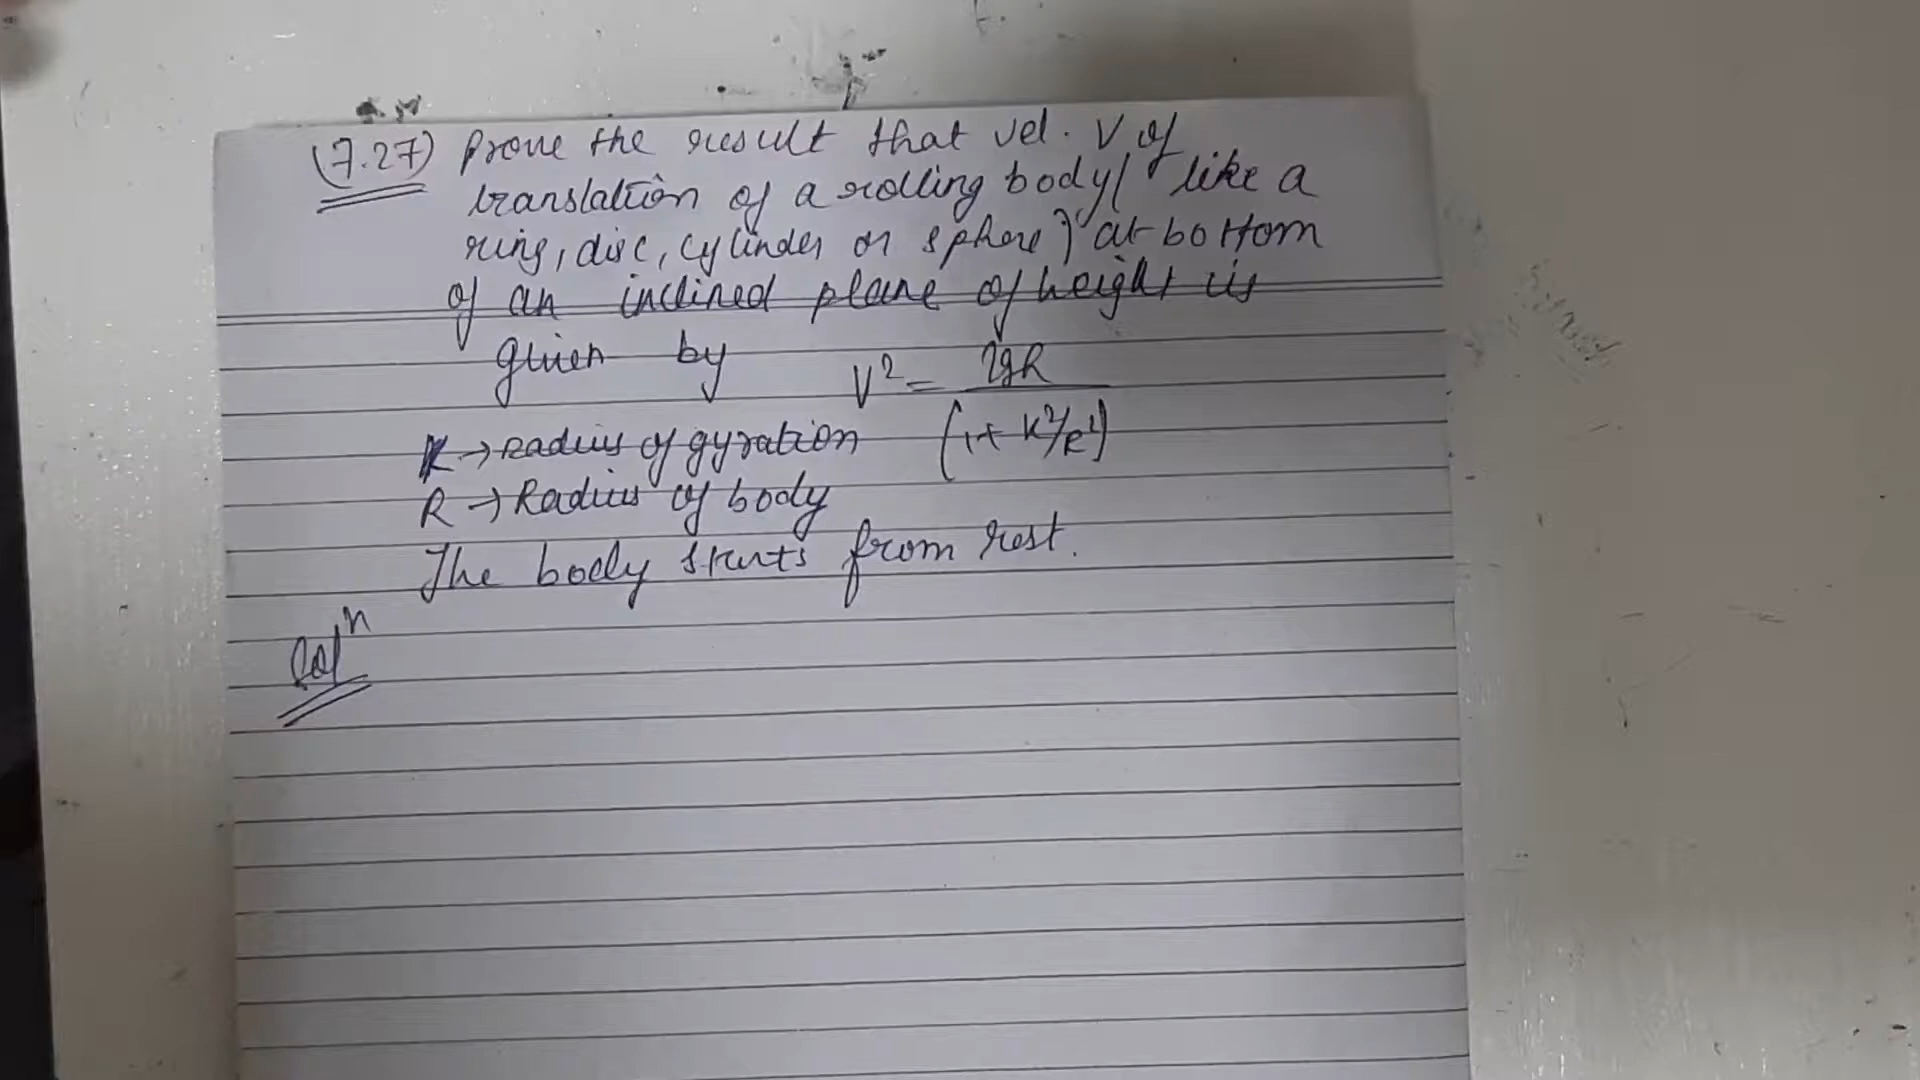 (7.27) Prove the result that vel. V of
translation of a rolling body ( like a
ring, disc, cylinder or sphere) at bottom
of an inclined plane of height is
given by V² = 2gh
K → radius of gyration (1+ K²/R²)
R → Radius of body
The body starts from rest.
Solⁿ